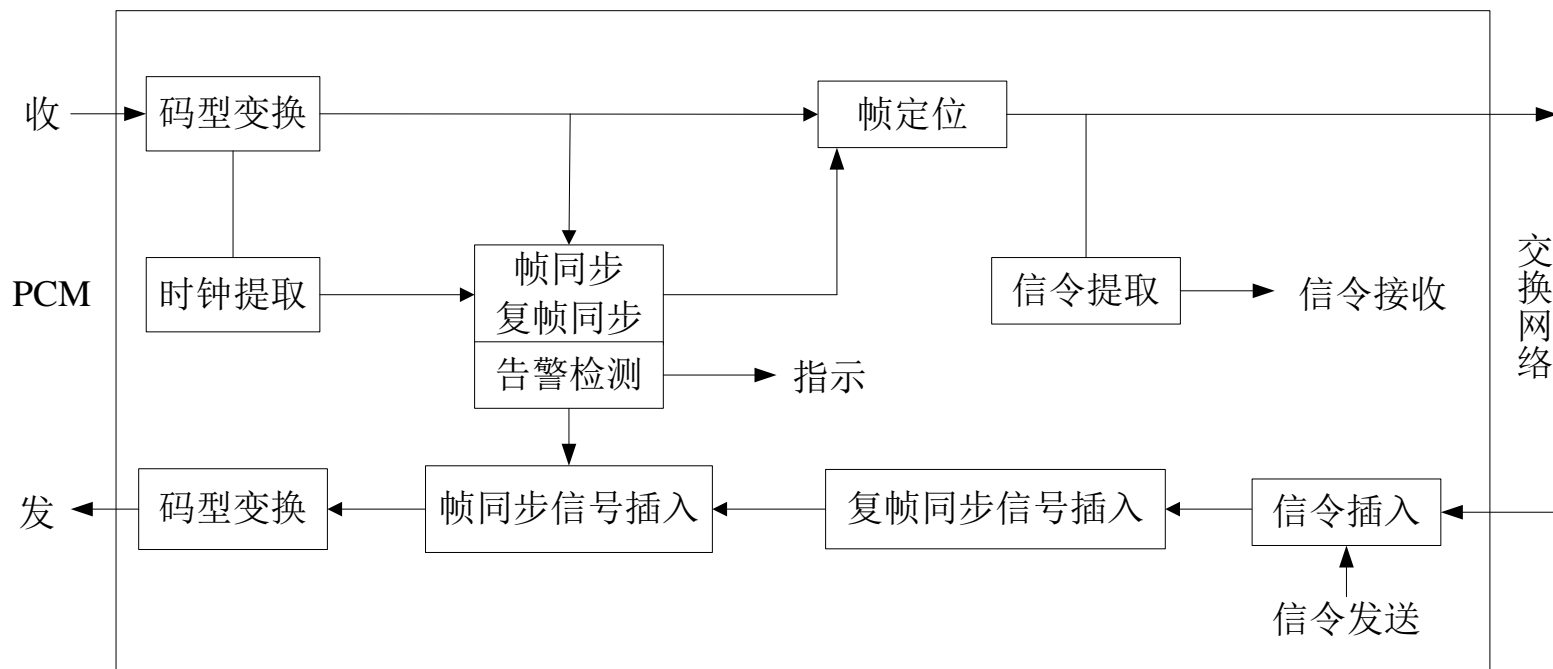 收
码型变换
帧定位
PCM
时钟提取
帧同步
复帧同步
告警检测
指示
信令提取
信令接收
交换网络
发
码型变换
帧同步信号插入
复帧同步信号插入
信令插入
信令发送